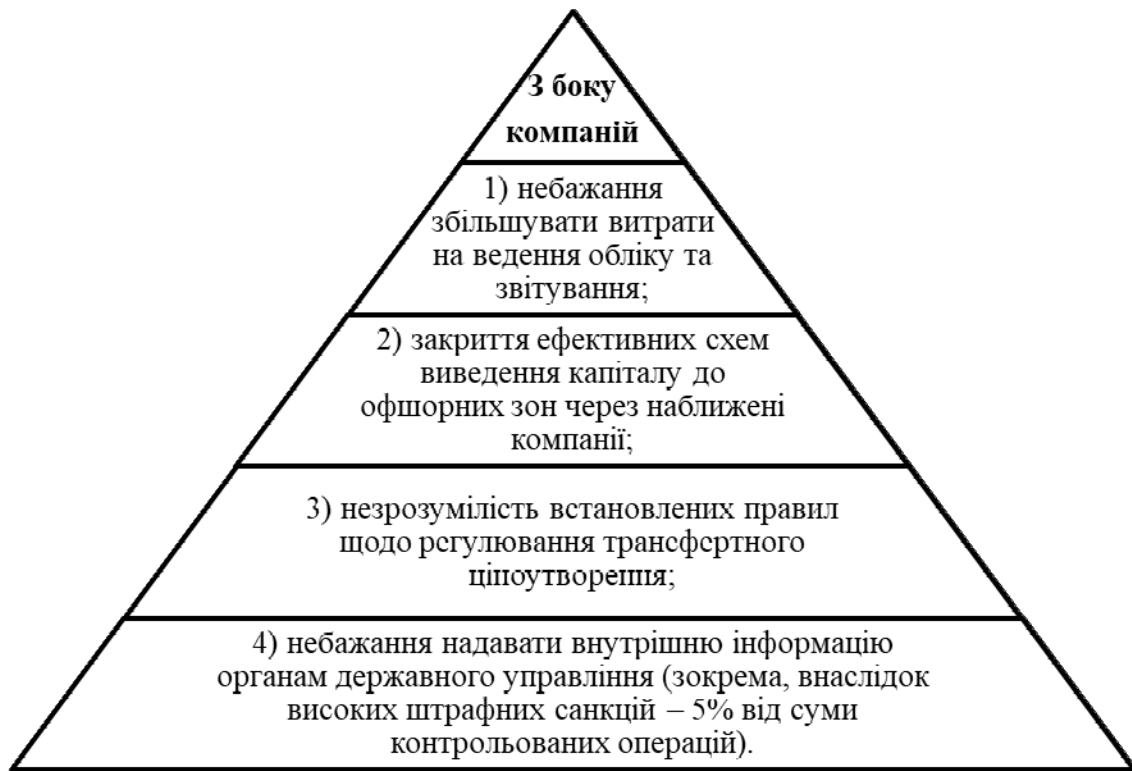 З боку
компаній
1) небажання
збільшувати витрати
на ведення обліку та
звітування;
2) закриття ефективних схем
виведення капіталу до
офшорних зон через наближені
компанії;
3) незрозумілість встановлених правил
щодо регулювання трансфертного
ціноутворення;
4) небажання надавати внутрішню інформацію
органам державного управління (зокрема, внаслідок
високих штрафних санкцій – 5% від суми
контрольованих операцій).